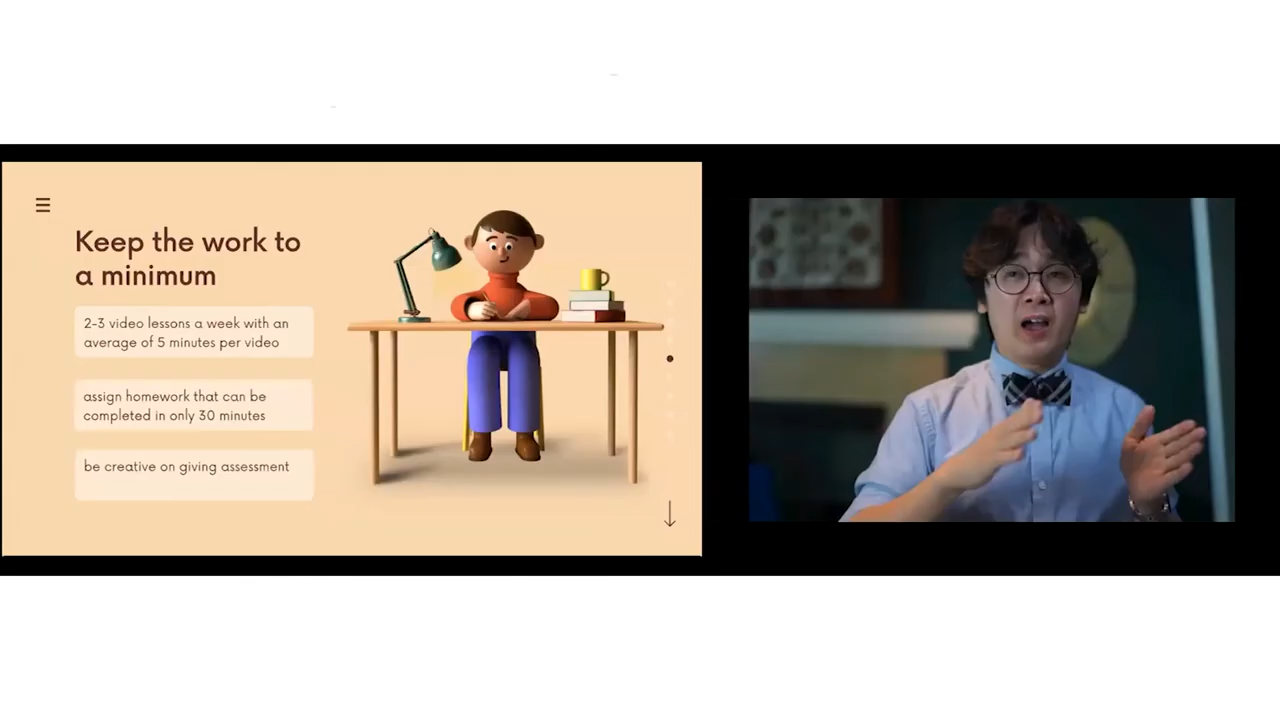 Keep the work to
a minimum
2-3 video lessons a week with an
average of 5 minutes per video
assign homework that can be
completed in only 30 minutes
be creative on giving assessment